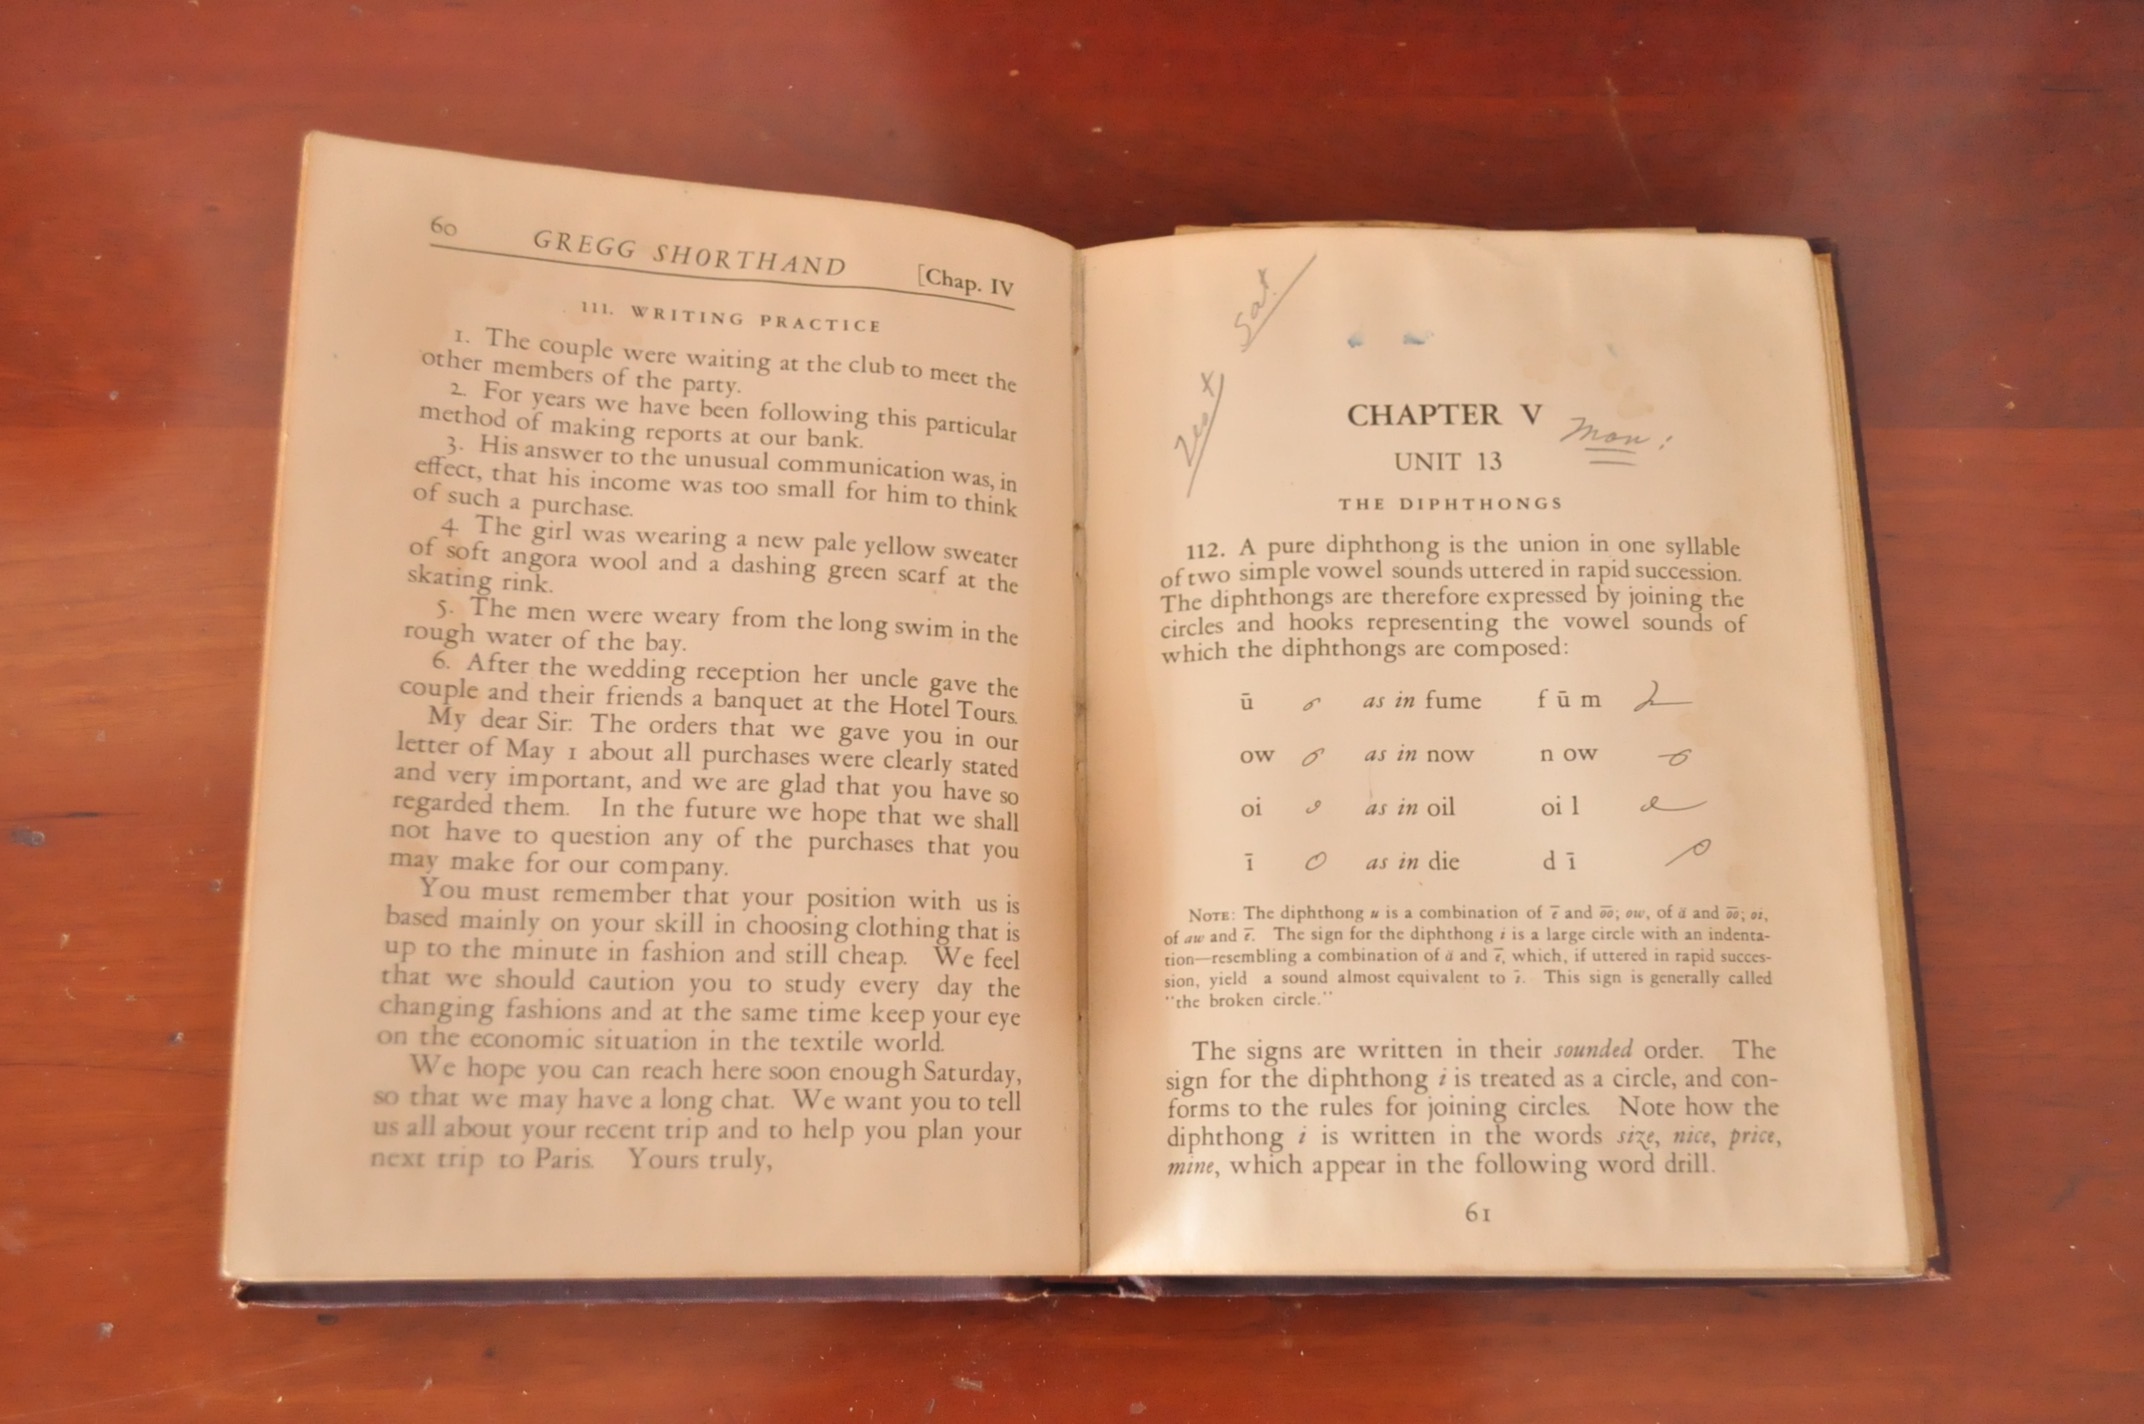 60 GREGG SHORTHAND [Chap. IV
111. WRITING PRACTICE
1. The couple were waiting at the club to meet the
other members of the party.
2. For years we have been following this particular
method of making reports at our bank.
3. His answer to the unusual communication was, in
effect, that his income was too small for him to think
of such a purchase.
4. The girl was wearing a new pale yellow sweater
of soft angora wool and a dashing green scarf at the
skating rink.
5. The men were weary from the long swim in the
rough water of the bay.
6. After the wedding reception her uncle gave the
couple and their friends a banquet at the Hotel Tours.
My dear Sir: The orders that we gave you in our
letter of May 1 about all purchases were clearly stated
and very important, and we are glad that you have so
regarded them. In the future we hope that we shall
not have to question any of the purchases that you
may make for our company.
You must remember that your position with us is
based mainly on your skill in choosing clothing that is
up to the minute in fashion and still cheap. We feel
that we should caution you to study every day the
changing fashions and at the same time keep your eye
on the economic situation in the textile world.
We hope you can reach here soon enough Saturday,
so that we may have a long chat. We want you to tell
us all about your recent trip and to help you plan your
next trip to Paris. Yours truly,
Sat.
CHAPTER V
Mon:
UNIT 13
THE DIPHTHONGS
112. A pure diphthong is the union in one syllable
of two simple vowel sounds uttered in rapid succession.
The diphthongs are therefore expressed by joining the
circles and hooks representing the vowel sounds of
which the diphthongs are composed:
ū as in fume f ū m
ow as in now n ow
oi as in oil oi l
ī as in die d ī
NOTE: The diphthong u is a combination of ē and o͞o; ow, of ä and o͞o; oi,
of aw and ē. The sign for the diphthong i is a large circle with an indenta-
tion—resembling a combination of ä and ē, which, if uttered in rapid succes-
sion, yield a sound almost equivalent to ī. This sign is generally called
"the broken circle."
The signs are written in their sounded order. The
sign for the diphthong i is treated as a circle, and con-
forms to the rules for joining circles. Note how the
diphthong i is written in the words size, nice, price,
mine, which appear in the following word drill.
61